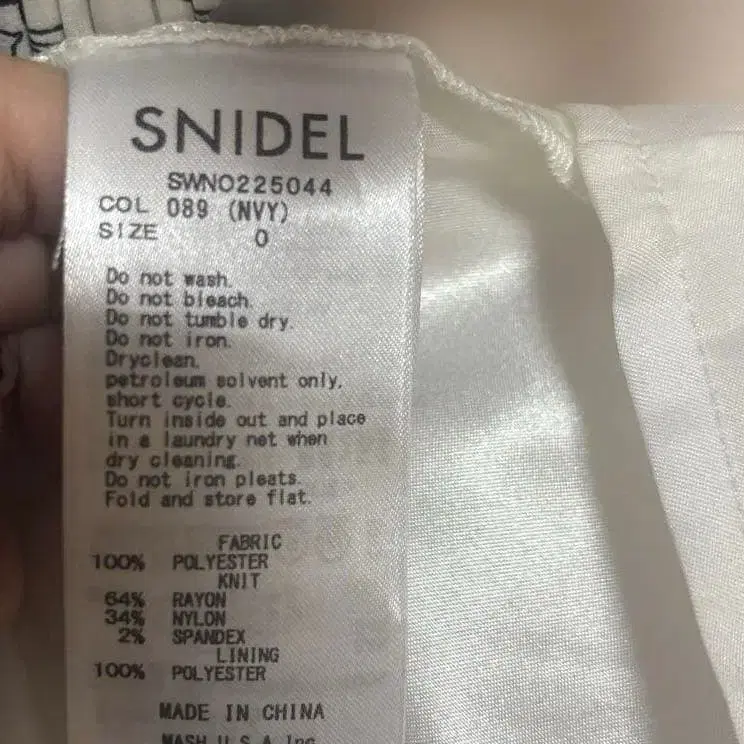 SNIDEL
SWNO225044
COL 089 (NVY)
SIZE 0
Do not wash.
Do not bleach.
Do not tumble dry.
Do not iron.
Dryclean,
petroleum solvent only,
short cycle.
Turn inside out and place
in a laundry net when
dry cleaning.
Do not iron pleats.
Fold and store flat.
FABRIC
100% POLYESTER
KNIT
64% RAYON
34% NYLON
2% SPANDEX
LINING
100% POLYESTER
MADE IN CHINA
MASH U.S.A Inc.